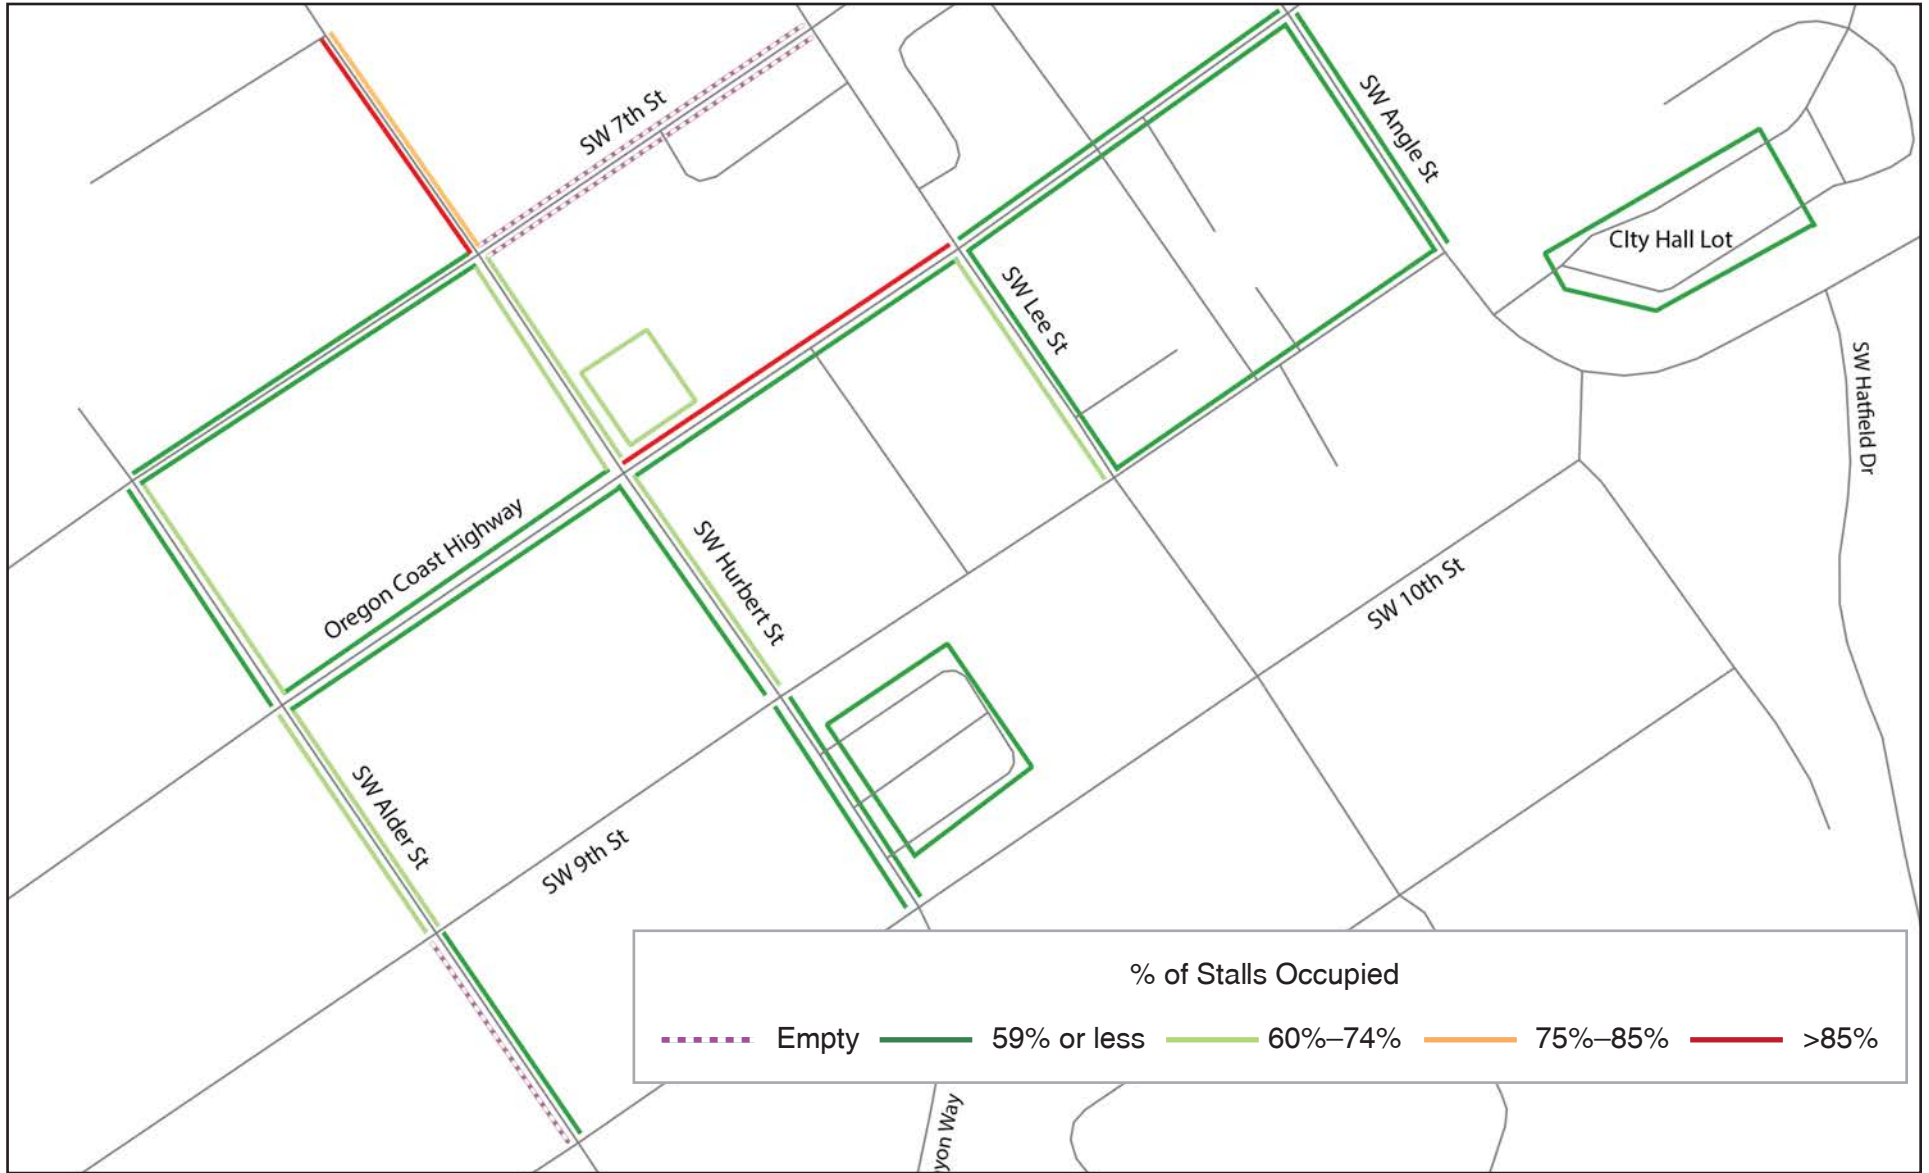 SW 7th St
SW Angle St
CIty Hall Lot
SW Lee St
SW Hatfield Dr
Oregon Coast Highway
SW Hurbert St
SW 10th St
SW Alder St
SW 9th St
% of Stalls Occupied
Empty 59% or less 60%–74% 75%–85% >85%
yon Way